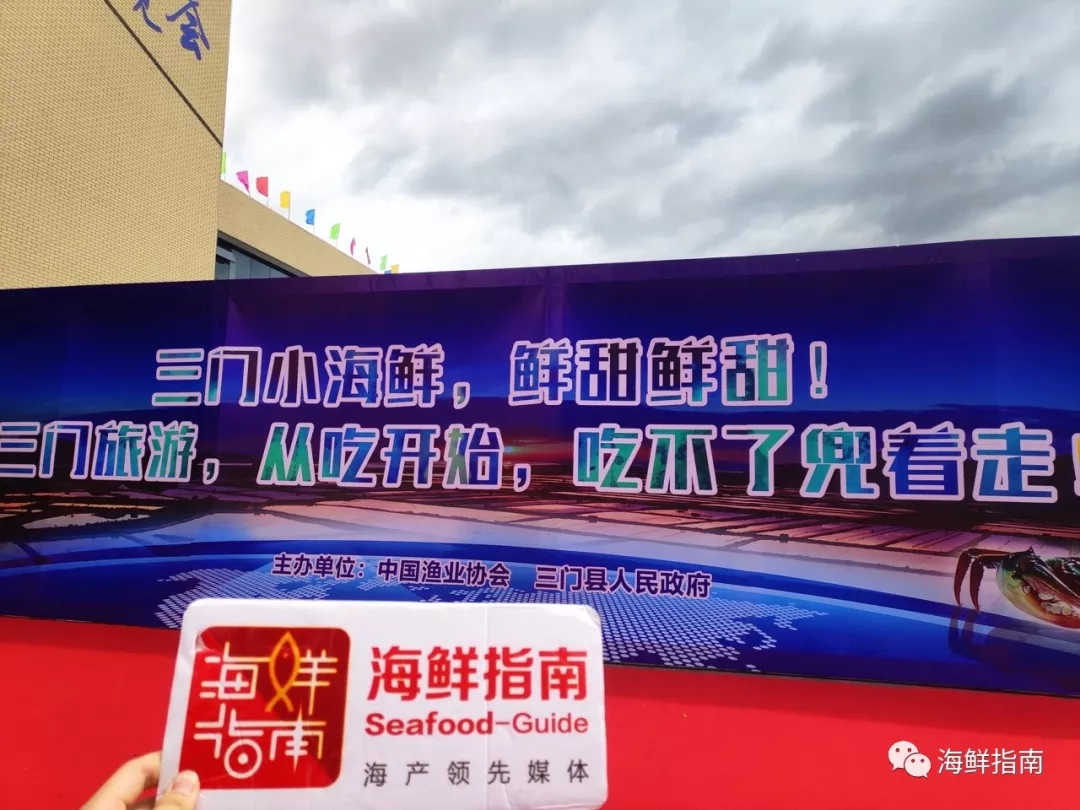 会
三门小海鲜，鲜甜鲜甜！
三门旅游，从吃开始，吃不了兜着走！
主办单位：中国渔业协会 三门县人民政府
海鲜指南
海鲜指南
Seafood-Guide
海产领先媒体
海鲜指南